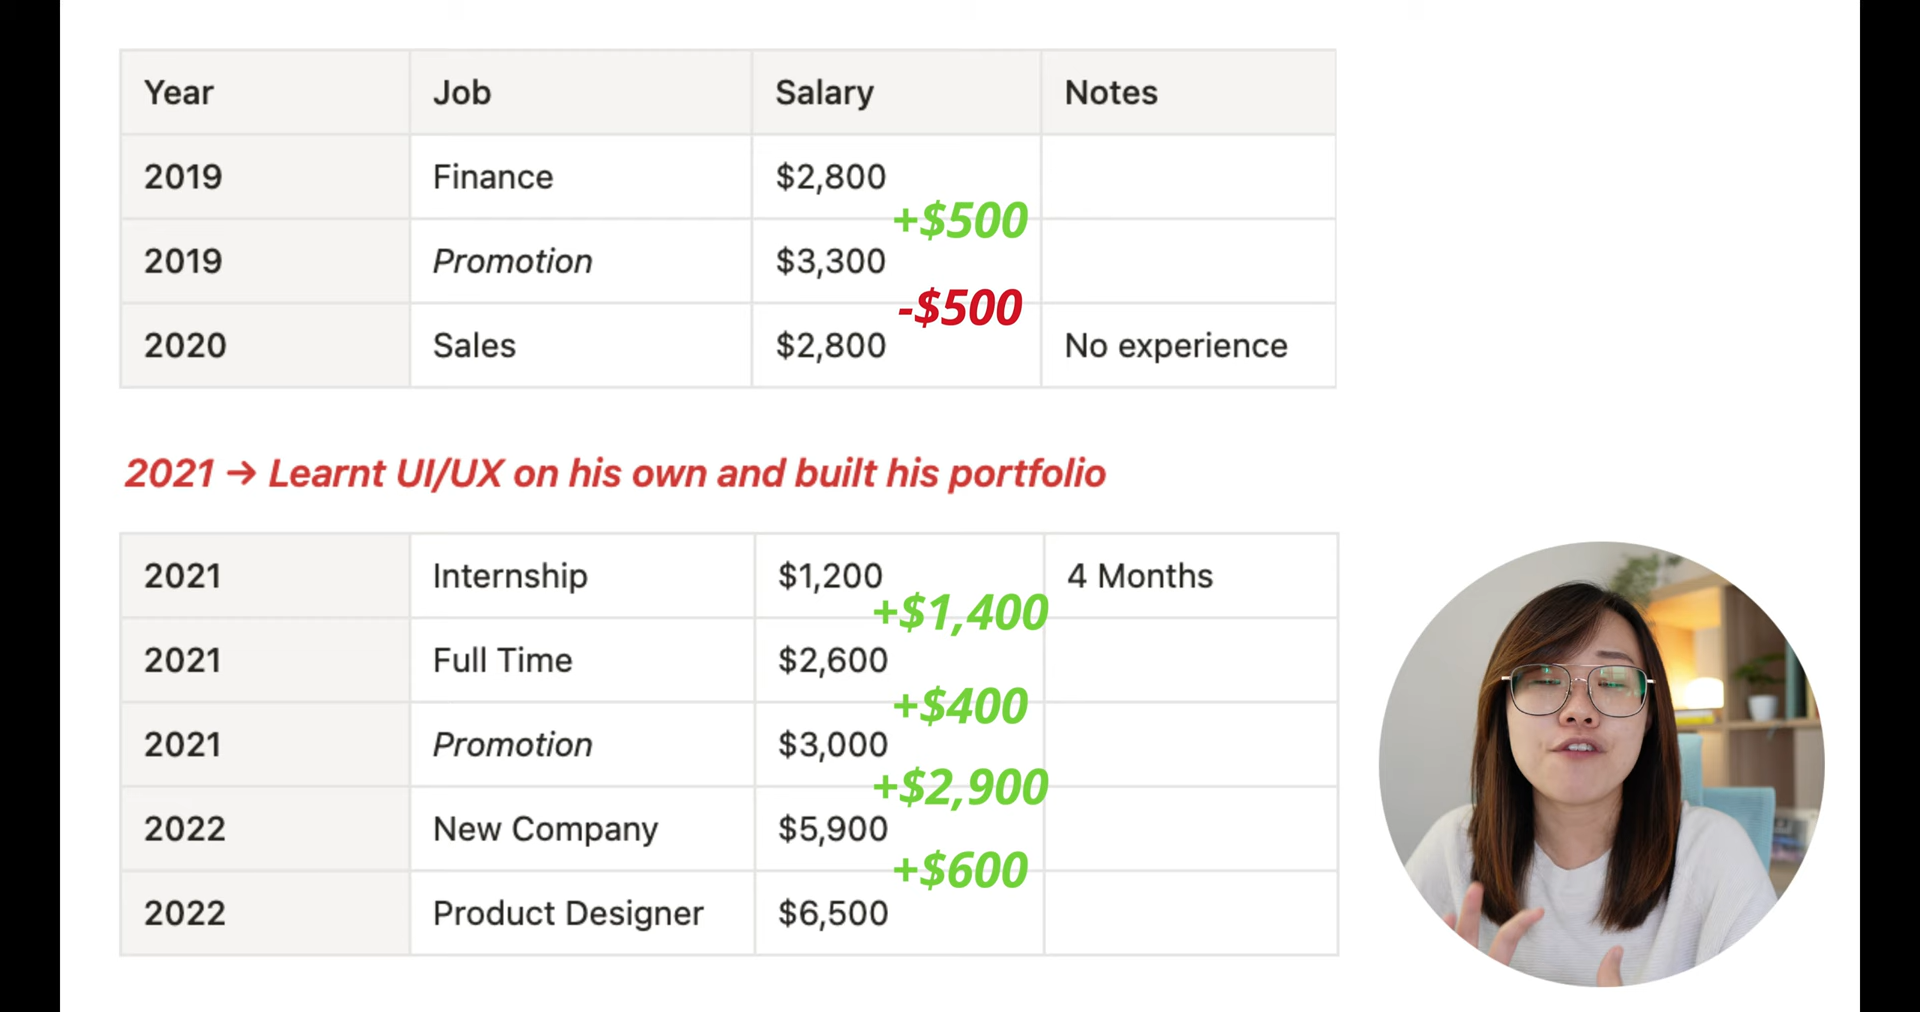 Year Job Salary Notes
2019 Finance $2,800
+$500
2019 Promotion $3,300
-$500
2020 Sales $2,800 No experience
2021 → Learnt UI/UX on his own and built his portfolio
2021 Internship $1,200 4 Months
+$1,400
2021 Full Time $2,600
+$400
2021 Promotion $3,000
+$2,900
2022 New Company $5,900
+$600
2022 Product Designer $6,500